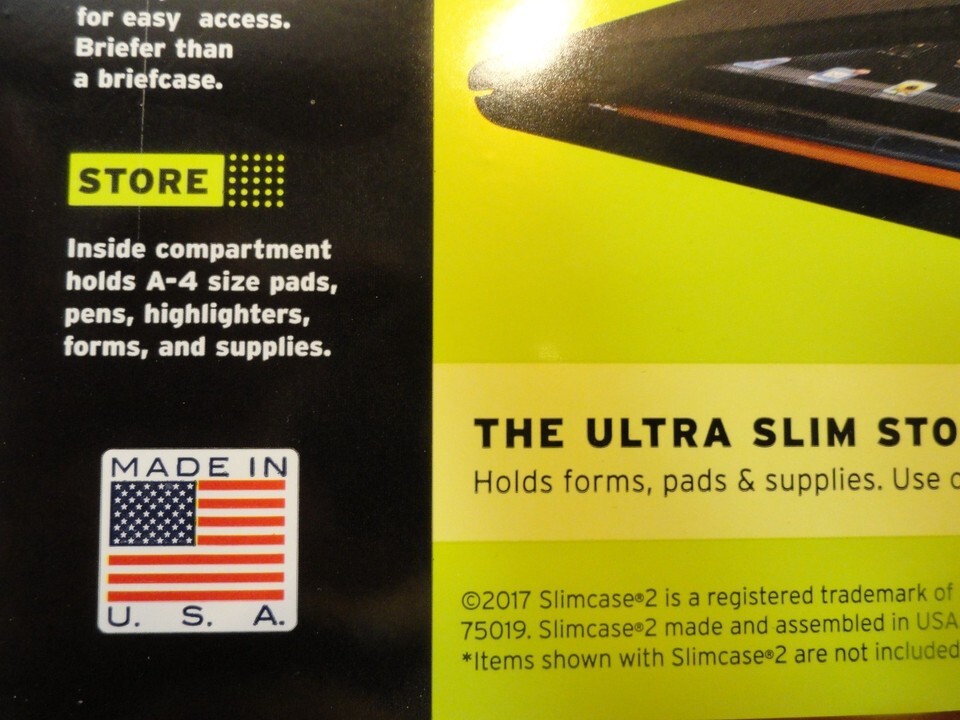 for easy access.
Briefer than
a briefcase.
STORE
Inside compartment
holds A-4 size pads,
pens, highlighters,
forms, and supplies.
MADE IN
U. S. A.
THE ULTRA SLIM STO
Holds forms, pads & supplies. Use
©2017 Slimcase®2 is a registered trademark of
75019. Slimcase®2 made and assembled in USA.
*Items shown with Slimcase®2 are not included